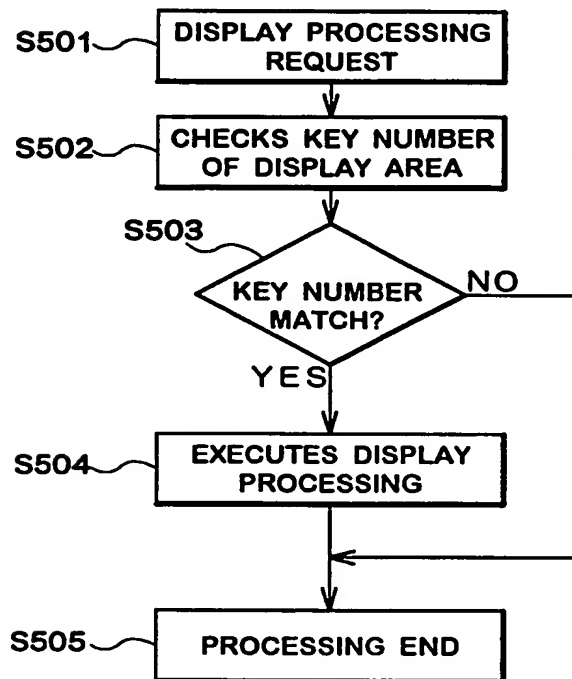 S501
DISPLAY PROCESSING
REQUEST
S502
CHECKS KEY NUMBER
OF DISPLAY AREA
S503
KEY NUMBER
MATCH?
NO
YES
S504
EXECUTES DISPLAY
PROCESSING
S505
PROCESSING END